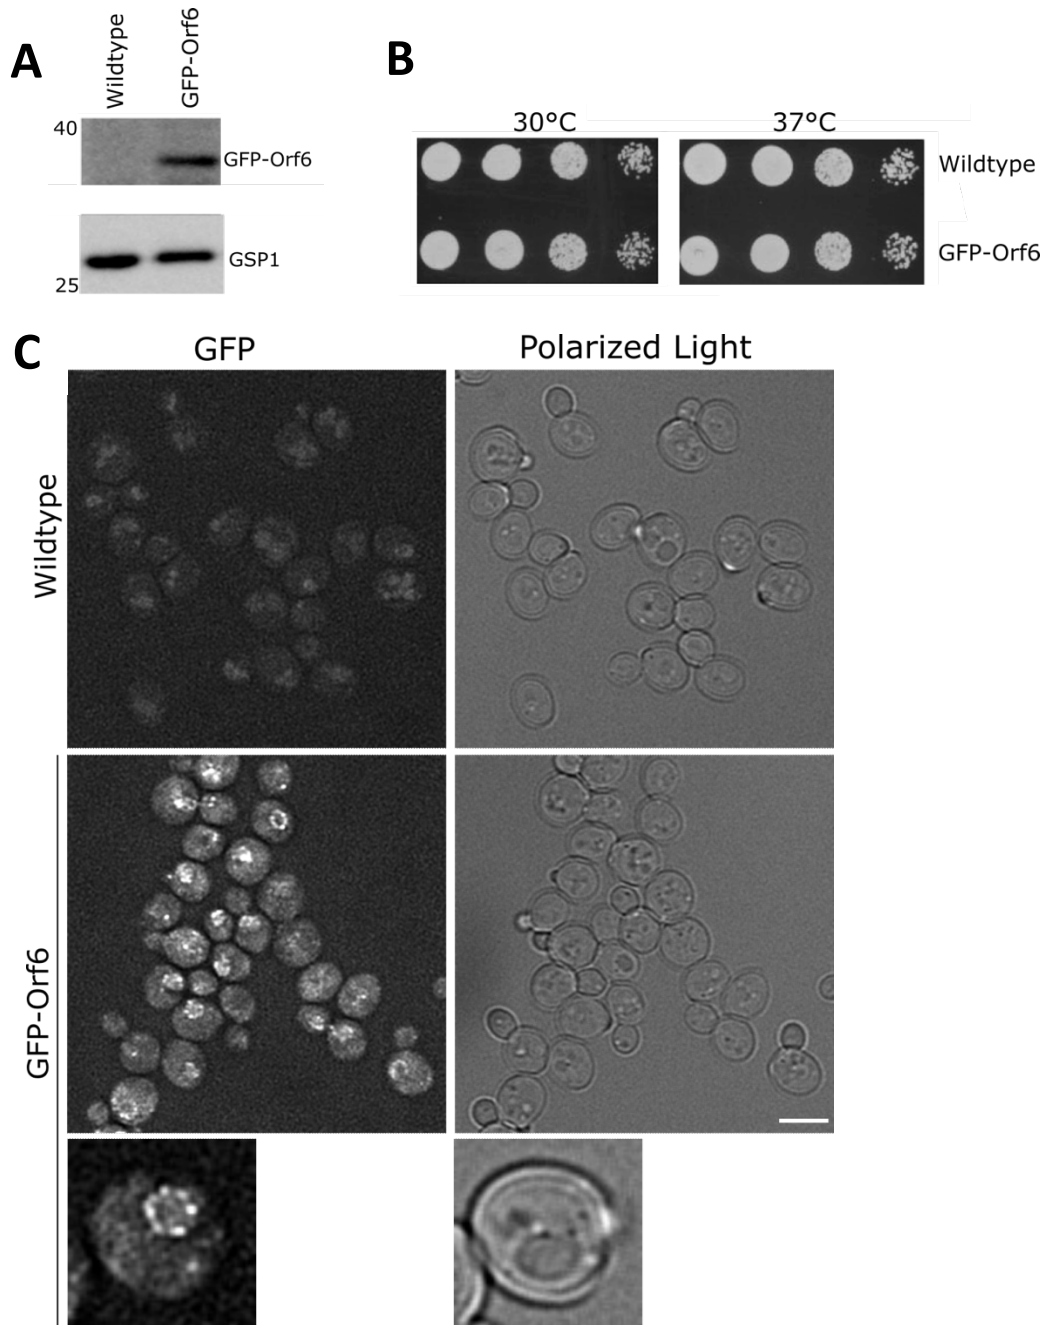 A
Wildtype
GFP-Orf6
40
GFP-Orf6
GSP1
25
B
30°C
37°C
Wildtype
GFP-Orf6
C
GFP
Polarized Light
Wildtype
GFP-Orf6